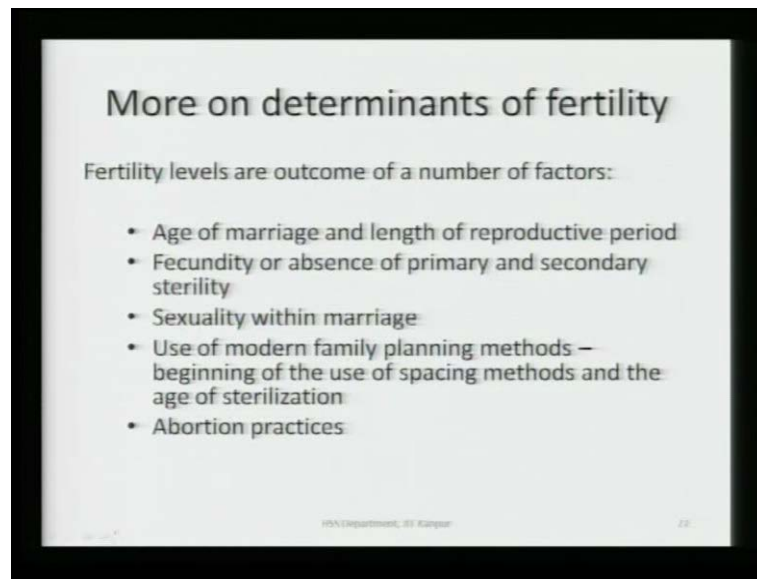 More on determinants of fertility
Fertility levels are outcome of a number of factors:
• Age of marriage and length of reproductive period
• Fecundity or absence of primary and secondary
sterility
• Sexuality within marriage
• Use of modern family planning methods –
beginning of the use of spacing methods and the
age of sterilization
• Abortion practices
Department, Kanpur